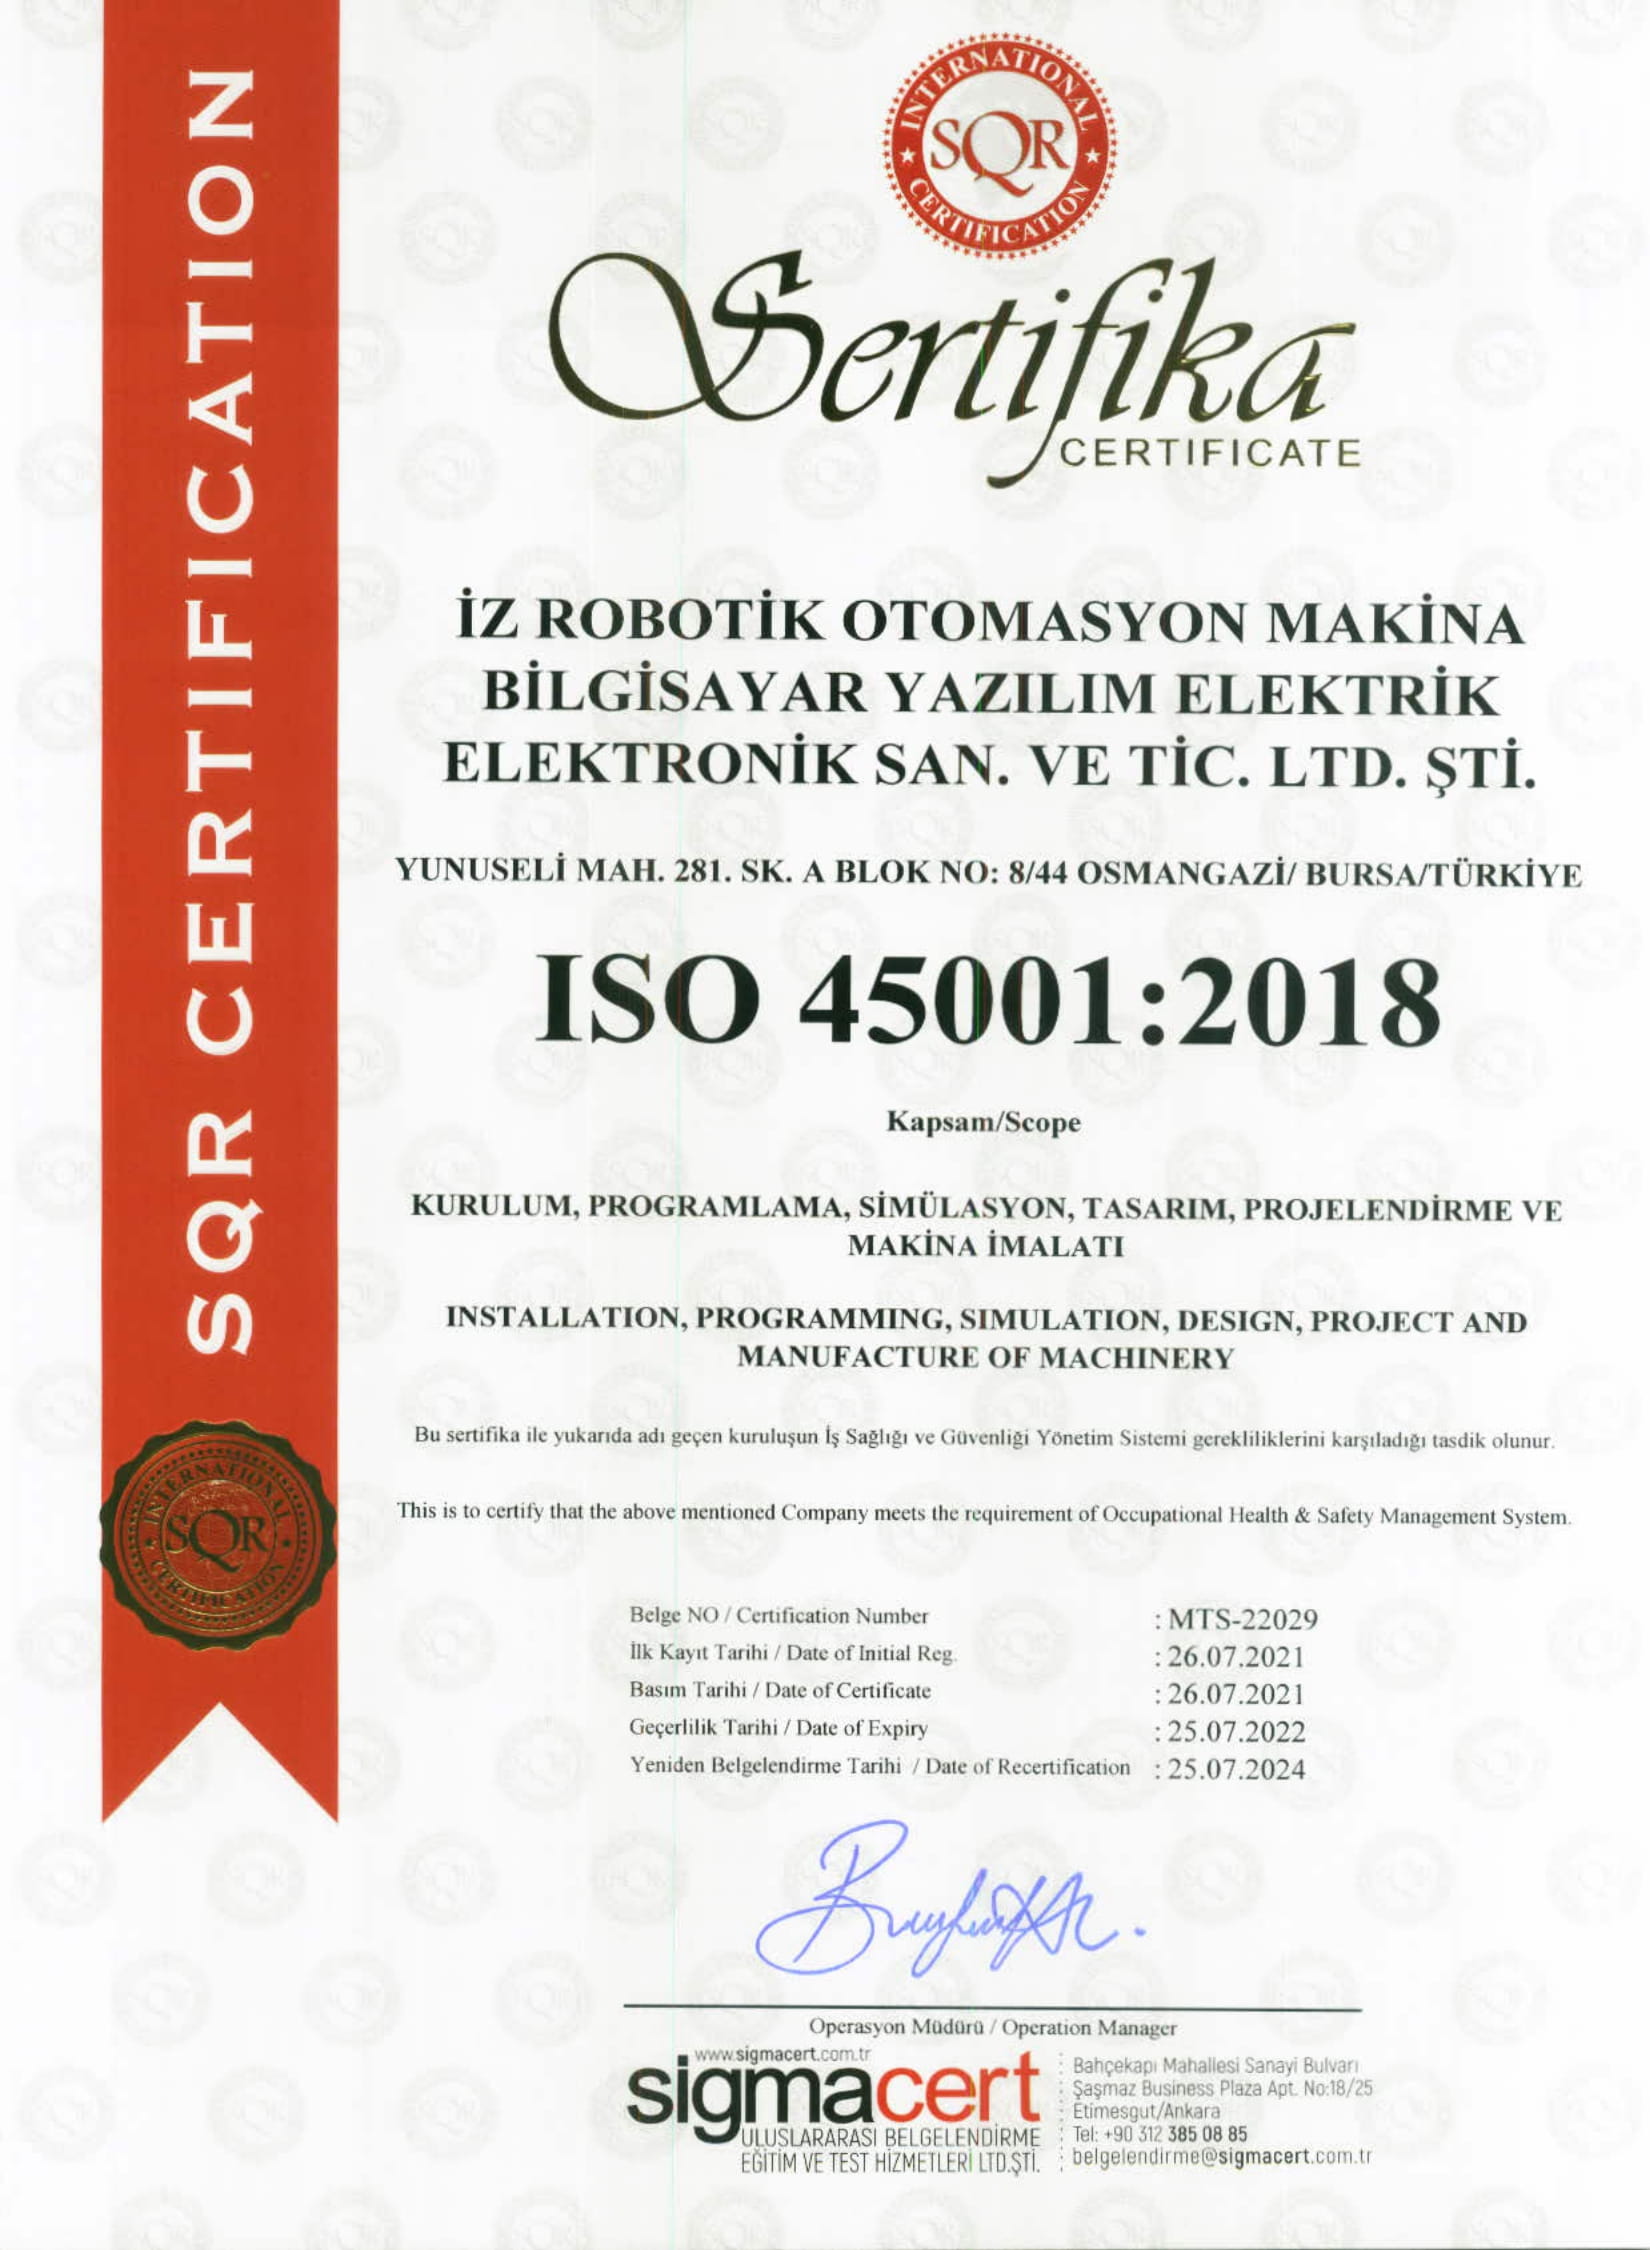 SQR CERTIFICATION
INTERNATIONAL
SQR
CERTIFICATION
Sertifika
CERTIFICATE
İZ ROBOTİK OTOMASYON MAKİNA
BİLGİSAYAR YAZILIM ELEKTRİK
ELEKTRONİK SAN. VE TİC. LTD. ŞTİ.
YUNUSELİ MAH. 281. SK. A BLOK NO: 8/44 OSMANGAZİ/ BURSA/TÜRKİYE
ISO 45001:2018
Kapsam/Scope
KURULUM, PROGRAMLAMA, SİMÜLASYON, TASARIM, PROJELENDİRME VE
MAKİNA İMALATI
INSTALLATION, PROGRAMMING, SIMULATION, DESIGN, PROJECT AND
MANUFACTURE OF MACHINERY
Bu sertifika ile yukarıda adı geçen kuruluşun İş Sağlığı ve Güvenliği Yönetim Sistemi gerekliliklerini karşıladığı tasdik olunur.
This is to certify that the above mentioned Company meets the requirement of Occupational Health & Safety Management System.
INTERNATIONAL
SQR
CERTIFICATION
Belge NO / Certification Number : MTS-22029
İlk Kayıt Tarihi / Date of Initial Reg. : 26.07.2021
Basım Tarihi / Date of Certificate : 26.07.2021
Geçerlilik Tarihi / Date of Expiry : 25.07.2022
Yeniden Belgelendirme Tarihi / Date of Recertification : 25.07.2024
Operasyon Müdürü / Operation Manager
www.sigmacert.com.tr
sigmacert
ULUSLARARASI BELGELENDİRME
EĞİTİM VE TEST HİZMETLERİ LTD.ŞTİ.
Bahçekapı Mahallesi Sanayi Bulvarı
Şaşmaz Business Plaza Apt. No:18/25
Etimesgut/Ankara
Tel: +90 312 385 08 85
belgelendirme@sigmacert.com.tr